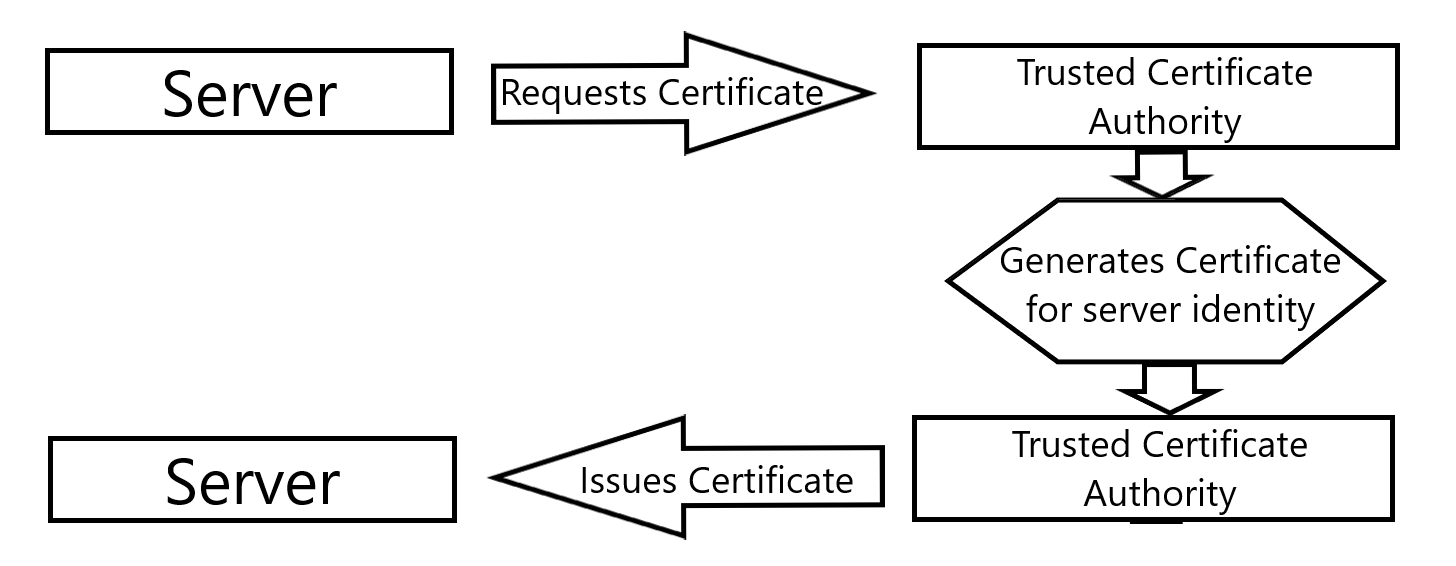 Server
Requests Certificate
Trusted Certificate
Authority
Generates Certificate
for server identity
Trusted Certificate
Authority
Issues Certificate
Server